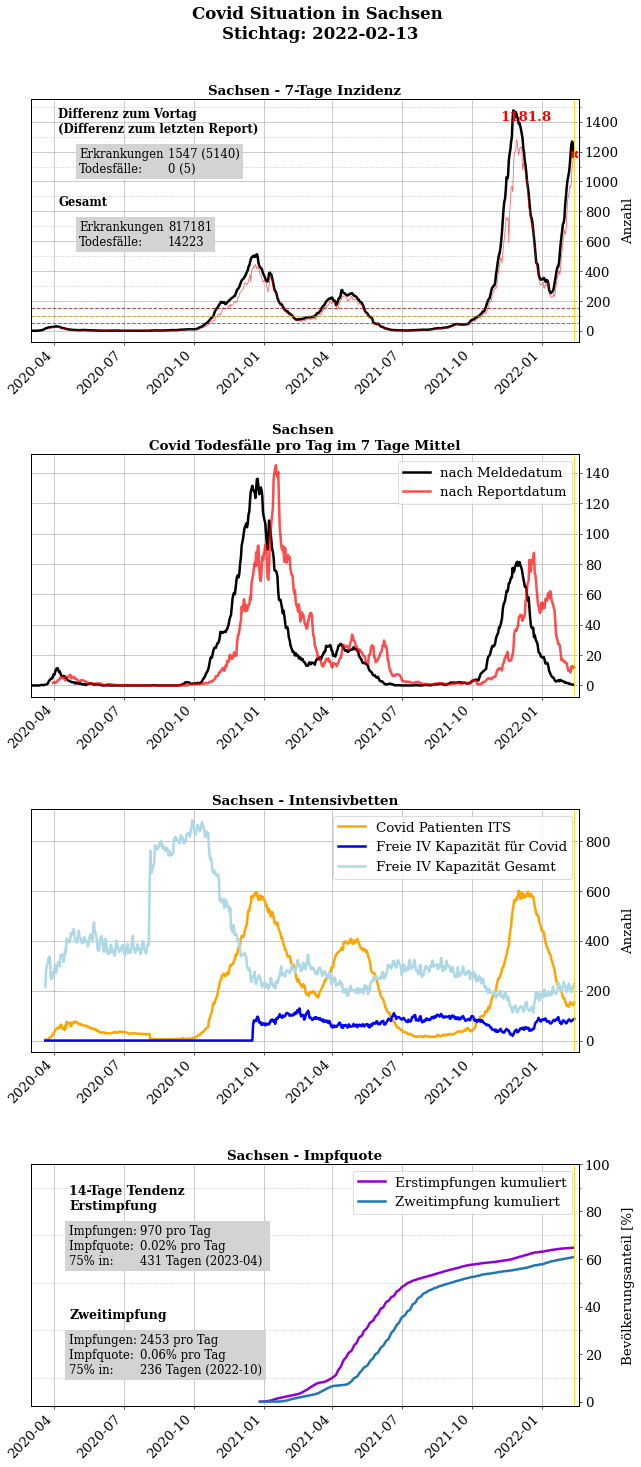 Covid Situation in Sachsen
Stichtag: 2022-02-13
Sachsen - 7-Tage Inzidenz
Differenz zum Vortag
(Differenz zum letzten Report)
Erkrankungen 1547 (5140)
Todesfälle: 0 (5)
Gesamt
Erkrankungen 817181
Todesfälle: 14223
1181.8
1400
1200
1000
800
600
400
200
0
Anzahl
2020-04
2020-07
2020-10
2021-01
2021-04
2021-07
2021-10
2022-01
Sachsen
Covid Todesfälle pro Tag im 7 Tage Mittel
nach Meldedatum
nach Reportdatum
140
120
100
80
60
40
20
0
2020-04
2020-07
2020-10
2021-01
2021-04
2021-07
2021-10
2022-01
Sachsen - Intensivbetten
Covid Patienten ITS
Freie IV Kapazität für Covid
Freie IV Kapazität Gesamt
800
600
400
200
0
Anzahl
2020-04
2020-07
2020-10
2021-01
2021-04
2021-07
2021-10
2022-01
Sachsen - Impfquote
14-Tage Tendenz
Erstimpfung
Impfungen: 970 pro Tag
Impfquote: 0.02% pro Tag
75% in: 431 Tagen (2023-04)
Zweitimpfung
Impfungen: 2453 pro Tag
Impfquote: 0.06% pro Tag
75% in: 236 Tagen (2022-10)
Erstimpfungen kumuliert
Zweitimpfung kumuliert
100
80
60
40
20
0
Bevölkerungsanteil [%]
2020-04
2020-07
2020-10
2021-01
2021-04
2021-07
2021-10
2022-01